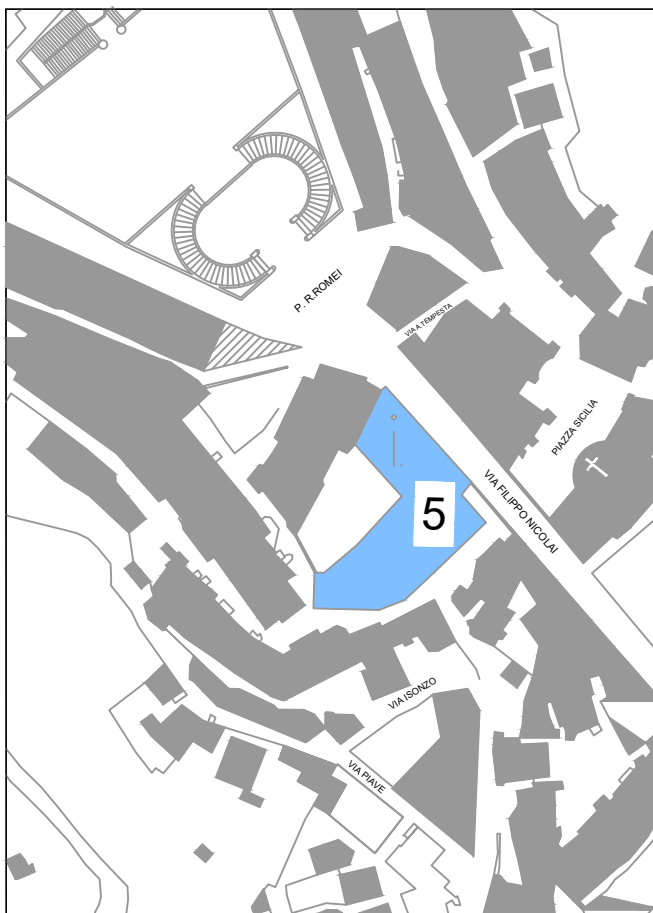 P. R.ROMEI
VIA A.TEMPESTA
PIAZZA SICILIA
VIA FILIPPO NICOLAI
5
VIA ISONZO
VIA PIAVE